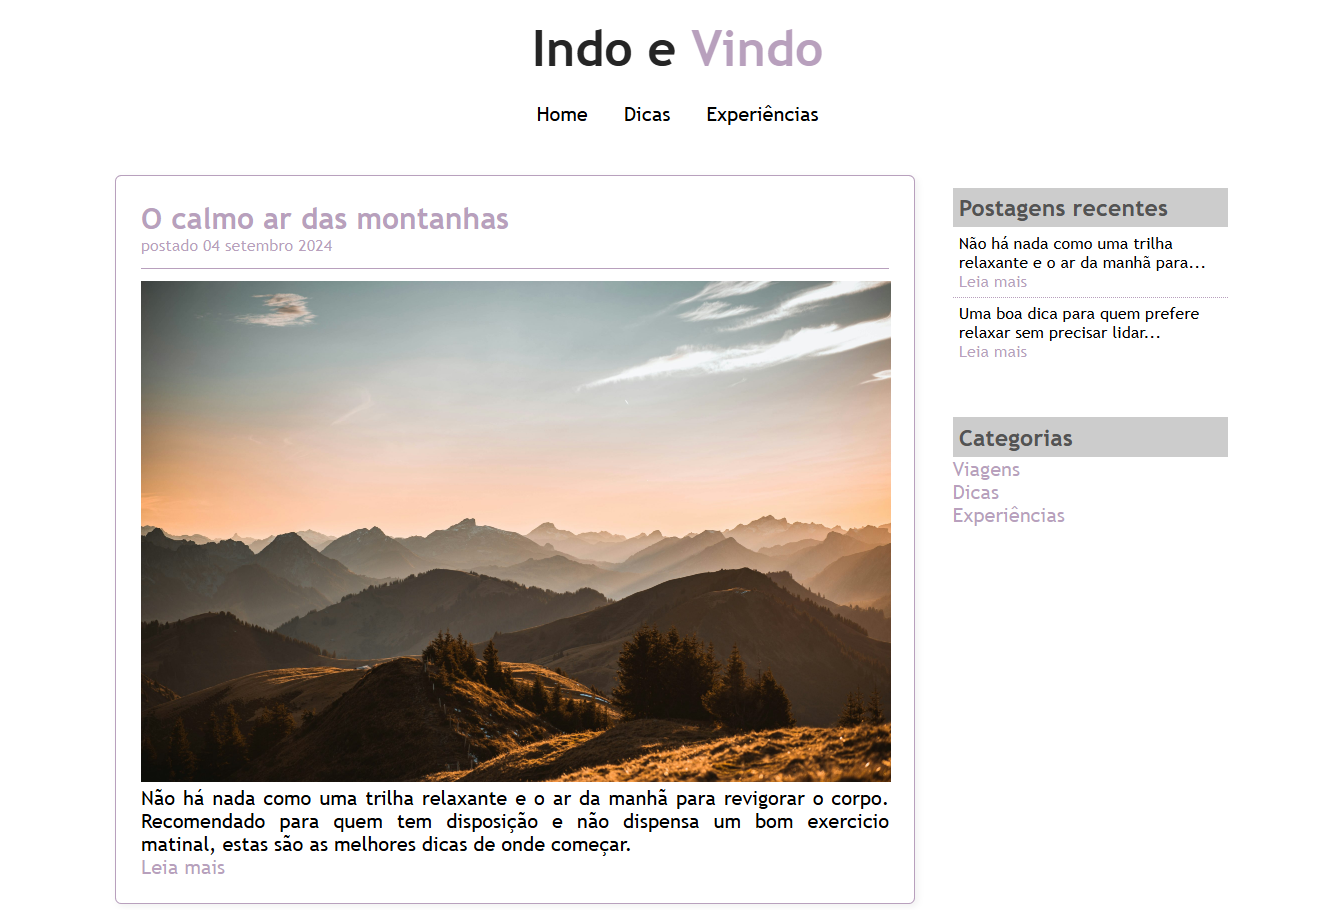 Indo e Vindo
Home Dicas Experiências
O calmo ar das montanhas
postado 04 setembro 2024
Não há nada como uma trilha relaxante e o ar da manhã para revigorar o corpo.
Recomendado para quem tem disposição e não dispensa um bom exercicio
matinal, estas são as melhores dicas de onde começar.
Leia mais
Postagens recentes
Não há nada como uma trilha
relaxante e o ar da manhã para...
Leia mais
Uma boa dica para quem prefere
relaxar sem precisar lidar...
Leia mais
Categorias
Viagens
Dicas
Experiências